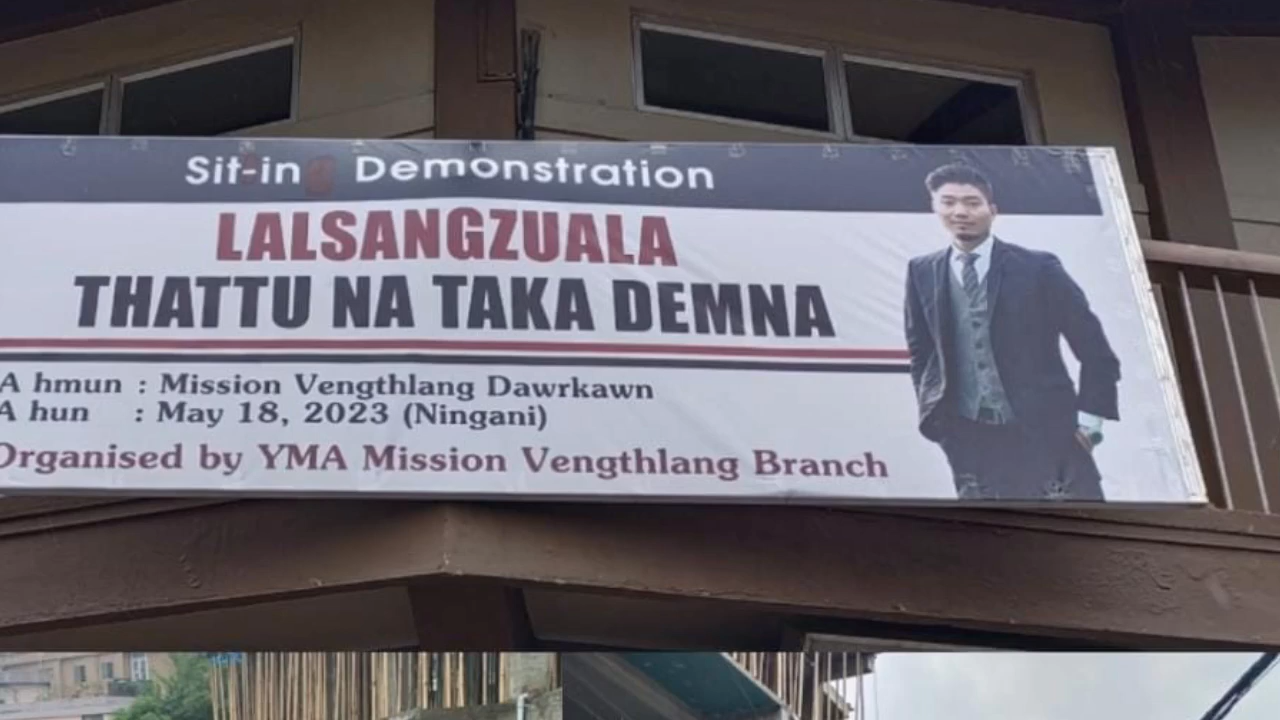 Sit-in Demonstration
LALSANGZUALA
THATTU NA TAKA DEMNA
A hmun : Mission Vengthlang Dawrkawn
A hun : May 18, 2023 (Ningani)
Organised by YMA Mission Vengthlang Branch